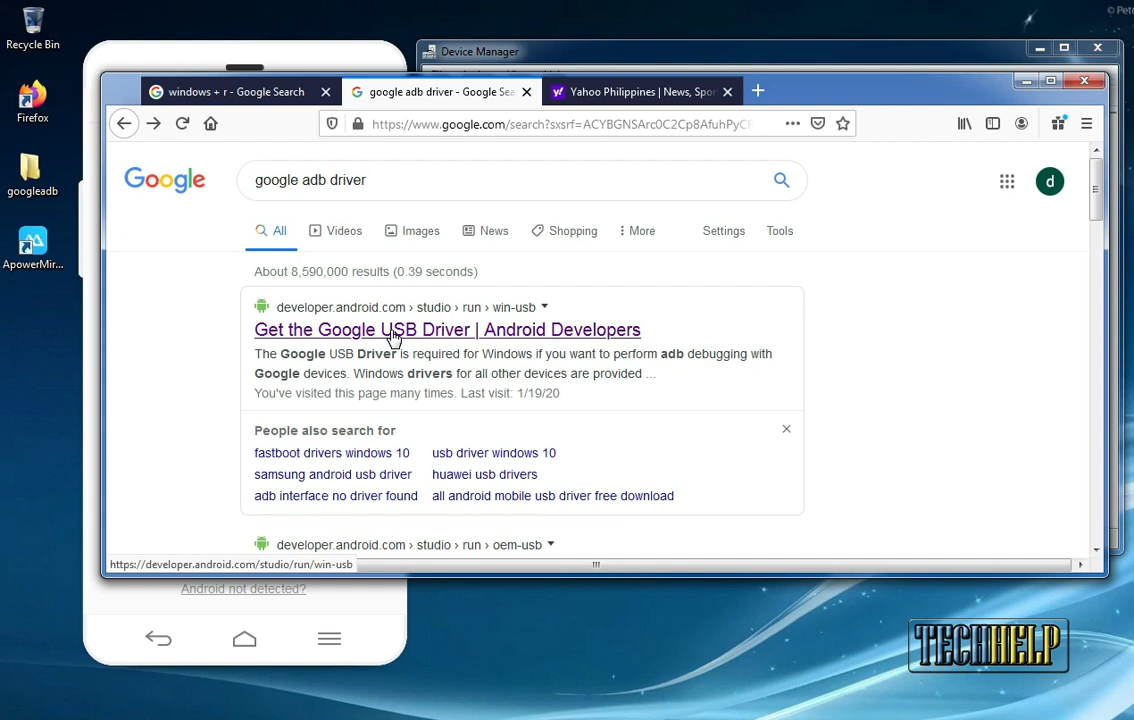 © Pete
Recycle Bin
Firefox
googleadb
ApowerMir...
Device Manager
windows + r - Google Search
google adb driver - Google Sea
Yahoo Philippines | News, Spor
https://www.google.com/search?sxsrf=ACYBGNSArc0C2Cp8AfuhPyCR
Google
google adb driver
d
All
Videos
Images
News
Shopping
More
Settings
Tools
About 8,590,000 results (0.39 seconds)
developer.android.com › studio › run › win-usb
Get the Google USB Driver | Android Developers
The Google USB Driver is required for Windows if you want to perform adb debugging with
Google devices. Windows drivers for all other devices are provided ...
You've visited this page many times. Last visit: 1/19/20
People also search for
fastboot drivers windows 10
usb driver windows 10
samsung android usb driver
huawei usb drivers
adb interface no driver found
all android mobile usb driver free download
developer.android.com › studio › run › oem-usb
https://developer.android.com/studio/run/win-usb
Android not detected?
TECHHELP